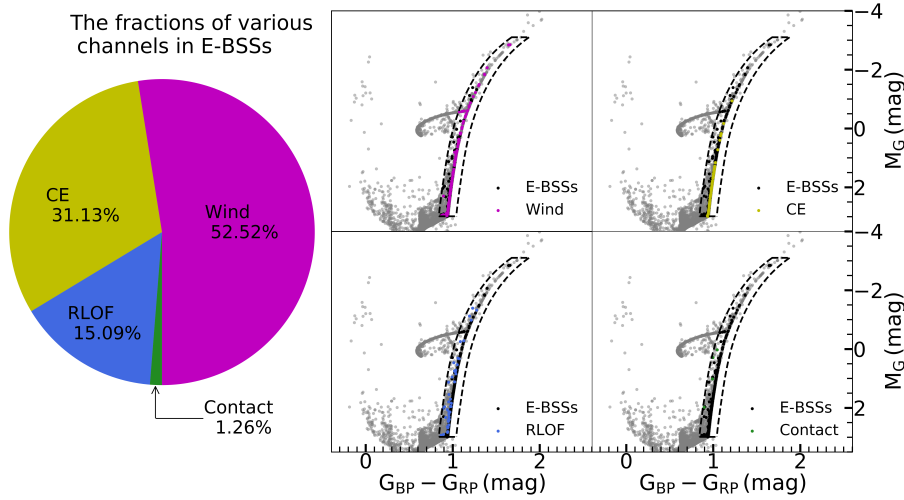 The fractions of various
channels in E-BSSs
CE
31.13%
Wind
52.52%
RLOF
15.09%
Contact
1.26%
E-BSSs
Wind
E-BSSs
CE
−4
−2
0
2
M_G (mag)
E-BSSs
RLOF
E-BSSs
Contact
−4
−2
0
2
M_G (mag)
0
1
2
G_BP − G_RP (mag)
0
1
2
G_BP − G_RP (mag)